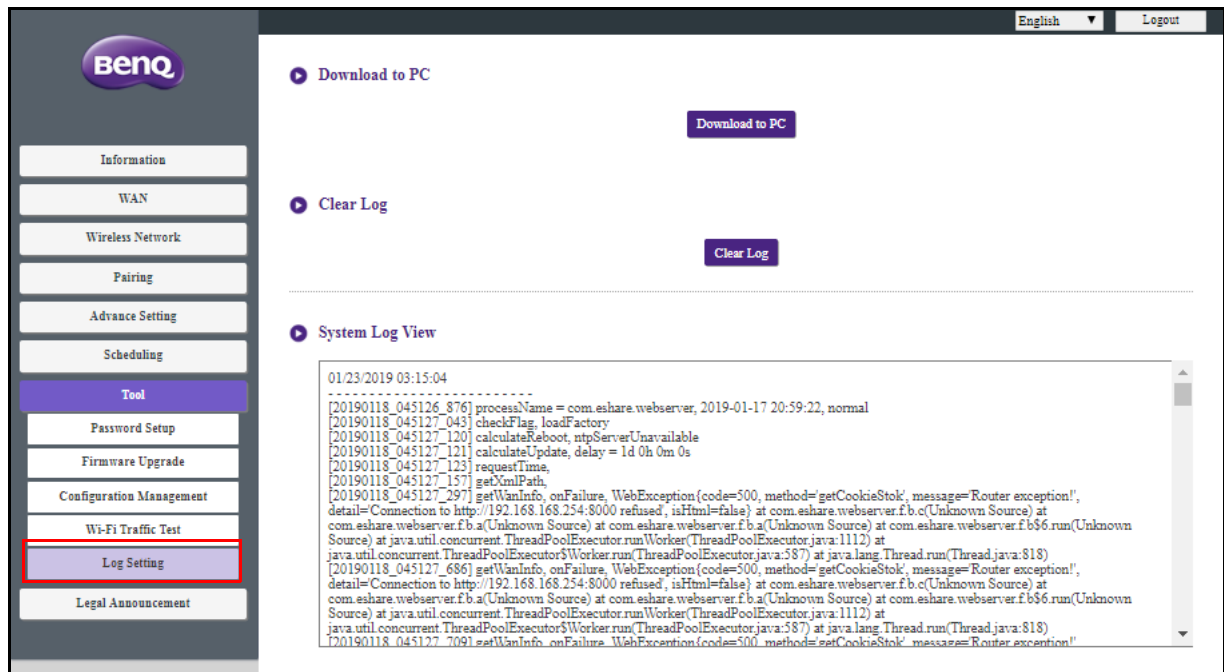 English ▼ Logout
BenQ
Download to PC
Download to PC
Information
WAN
Clear Log
Wireless Network
Clear Log
Pairing
Advance Setting
System Log View
Scheduling
Tool
Password Setup
Firmware Upgrade
Configuration Management
Wi-Fi Traffic Test
Log Setting
Legal Announcement
01/23/2019 03:15:04
- - - - - - - - - - - - - - - - - - - - - - - - - -
[20190118_045126_876] processName = com.eshare.webserver, 2019-01-17 20:59:22, normal
[20190118_045127_043] checkFlag, loadFactory
[20190118_045127_120] calculateReboot, ntpServerUnavailable
[20190118_045127_121] calculateUpdate, delay = 1d 0h 0m 0s
[20190118_045127_123] requestTime,
[20190118_045127_157] getXmlPath,
[20190118_045127_297] getWanInfo, onFailure, WebException{code=500, method='getCookieStok', message='Router exception!',
detail='Connection to http://192.168.168.254:8000 refused', isHtml=false} at com.eshare.webserver.f.b.c(Unknown Source) at
com.eshare.webserver.f.b.a(Unknown Source) at com.eshare.webserver.f.b.a(Unknown Source) at com.eshare.webserver.f.b$6.run(Unknown
Source) at java.util.concurrent.ThreadPoolExecutor.runWorker(ThreadPoolExecutor.java:1112) at
java.util.concurrent.ThreadPoolExecutor$Worker.run(ThreadPoolExecutor.java:587) at java.lang.Thread.run(Thread.java:818)
[20190118_045127_686] getWanInfo, onFailure, WebException{code=500, method='getCookieStok', message='Router exception!',
detail='Connection to http://192.168.168.254:8000 refused', isHtml=false} at com.eshare.webserver.f.b.c(Unknown Source) at
com.eshare.webserver.f.b.a(Unknown Source) at com.eshare.webserver.f.b.a(Unknown Source) at com.eshare.webserver.f.b$6.run(Unknown
Source) at java.util.concurrent.ThreadPoolExecutor.runWorker(ThreadPoolExecutor.java:1112) at
java.util.concurrent.ThreadPoolExecutor$Worker.run(ThreadPoolExecutor.java:587) at java.lang.Thread.run(Thread.java:818)
[20190118_045127_709] getWanInfo, onFailure, WebException{code=500, method='getCookieStok', message='Router exception!'